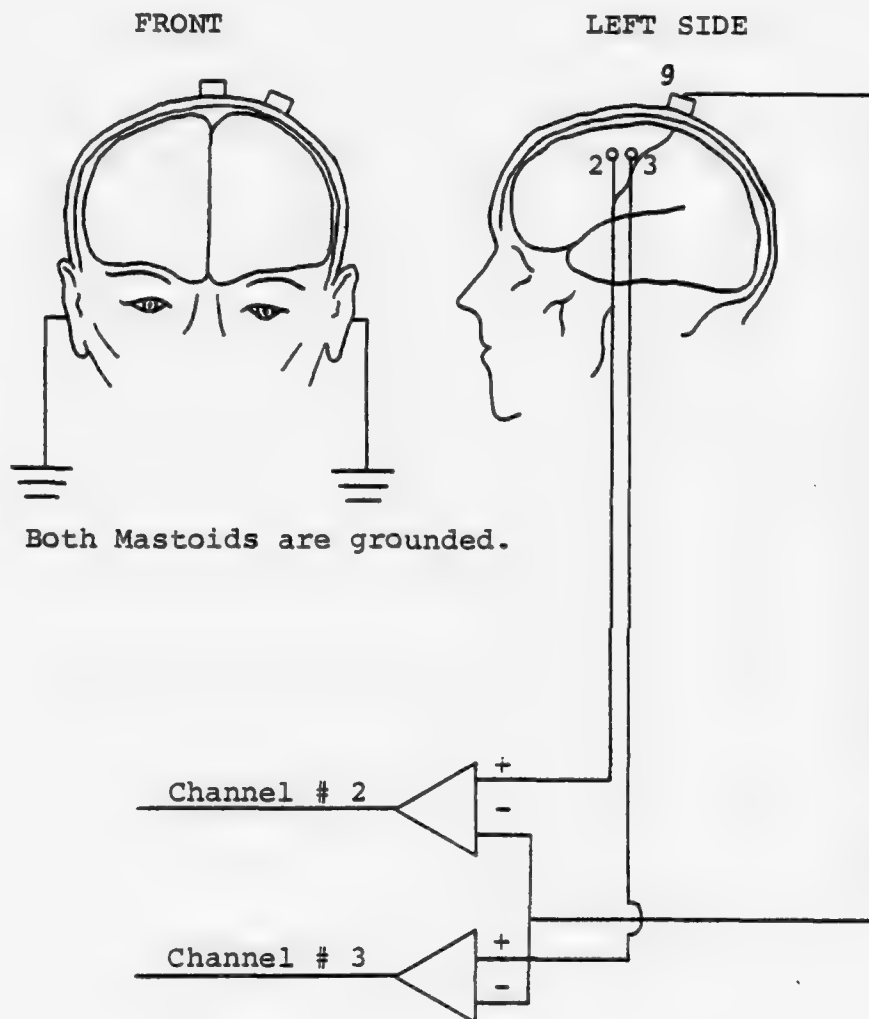 FRONT
LEFT SIDE
9
2
3
Both Mastoids are grounded.
+
Channel # 2
-
+
Channel # 3
-